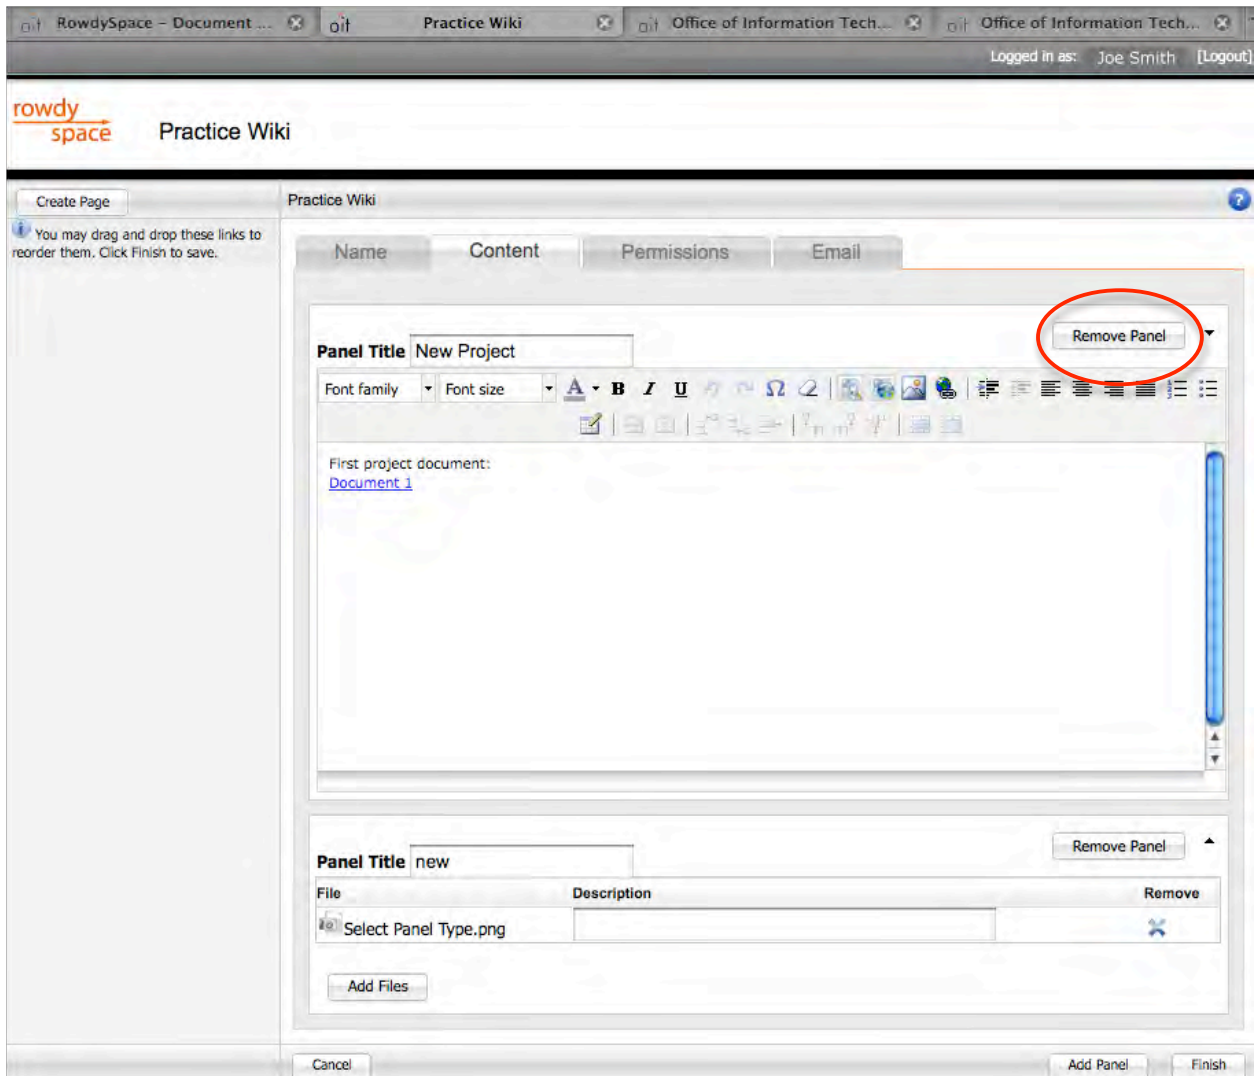 oit RowdySpace – Document ... oit Practice Wiki oit Office of Information Tech... oit Office of Information Tech...
Logged in as: Joe Smith [Logout]
rowdy
space Practice Wiki
Create Page Practice Wiki ?
i You may drag and drop these links to
reorder them. Click Finish to save.
Name Content Permissions Email
Remove Panel
Panel Title New Project
Font family Font size A B I U Ω
First project document:
Document 1
Remove Panel
Panel Title new
File Description Remove
Select Panel Type.png
Add Files
Cancel Add Panel Finish